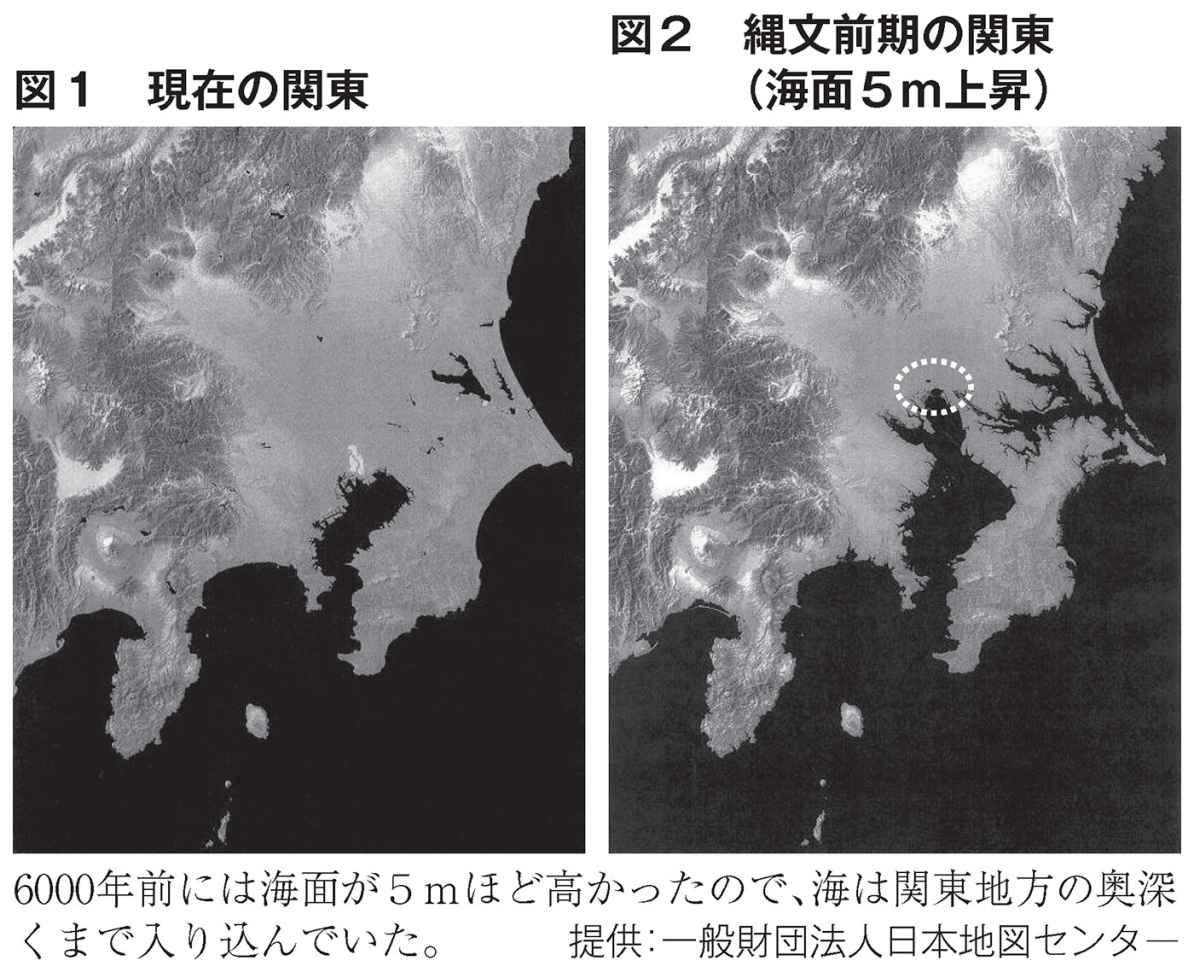 図1　現在の関東
図2　縄文前期の関東
(海面5m上昇)
6000年前には海面が5mほど高かったので、海は関東地方の奥深
くまで入り込んでいた。　提供：一般財団法人日本地図センター